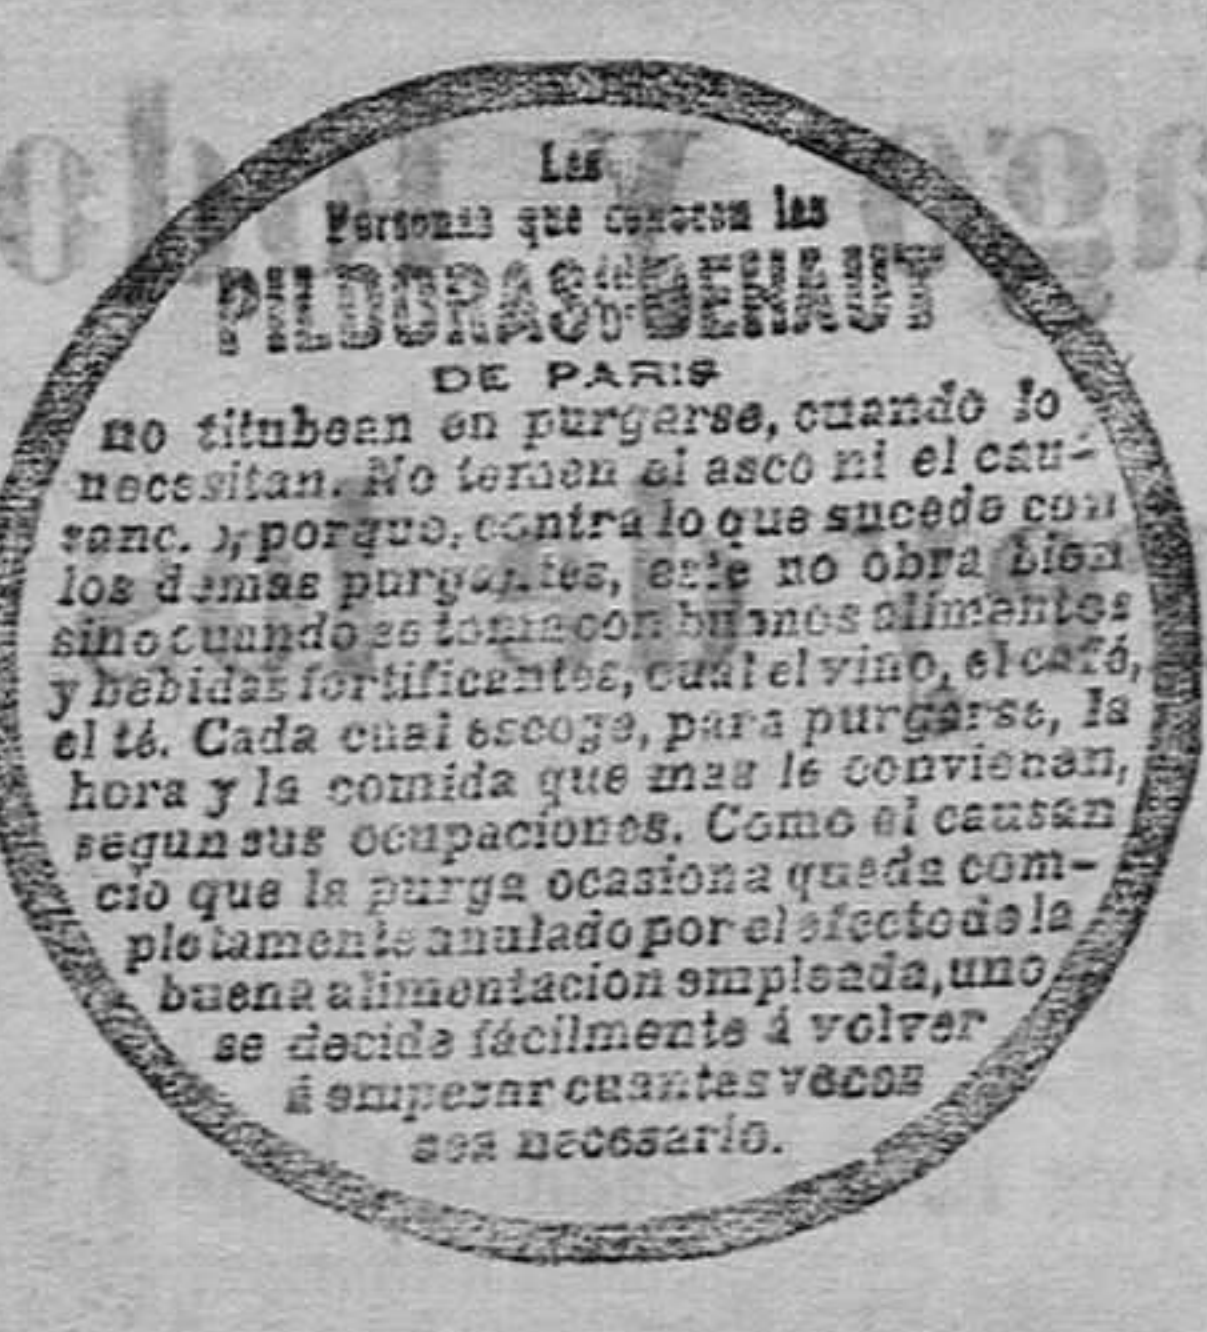 Las
Personas que conocen las
PILDORAS DEL DOCTOR DEHAUT
DE PARIS
no titubean en purgarse, cuando lo
necesitan. No temen el asco ni el cau-
sanc. o, porque, contra lo que sucede con
los demas purgantes, este no obra bien
sino cuando se toma con buenos alimentos
y bebidas fortificantes, cual el vino, el café,
el té. Cada cual escoge, para purgarse, la
hora y la comida que mas le convienen,
segun sus ocupaciones. Como el causan
cio que la purga ocasiona queda com-
pletamente anulado por el efecto de la
buena alimentacion empleada, uno
se decide fácilmente á volver
á empezar cuantas veces
sea necesario.